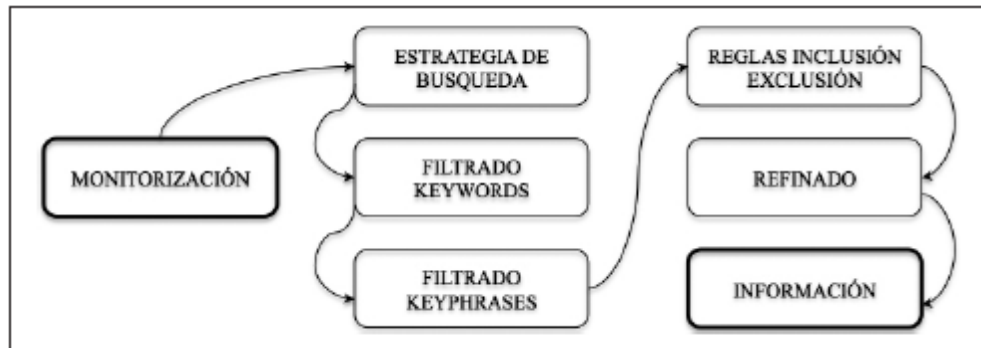 MONITORIZACIÓN
ESTRATEGIA DE
BUSQUEDA
FILTRADO
KEYWORDS
FILTRADO
KEYPHRASES
REGLAS INCLUSIÓN
EXCLUSIÓN
REFINADO
INFORMACIÓN